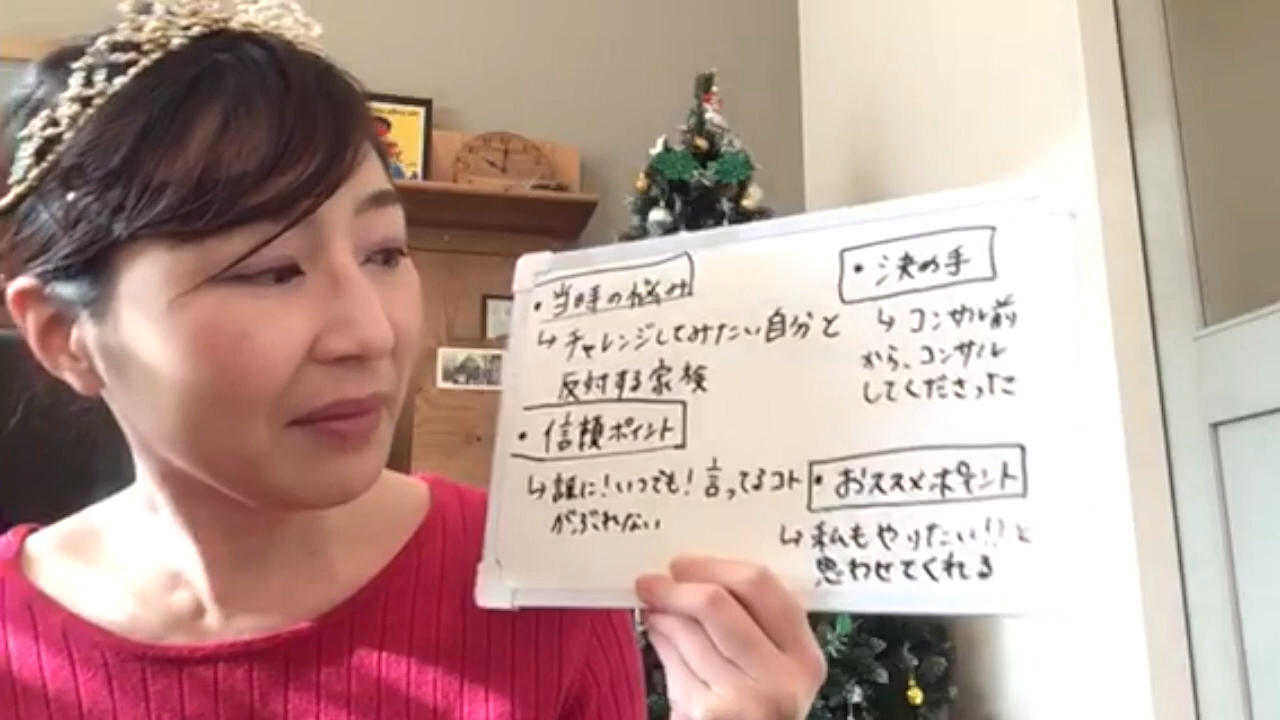 ・当時の悩み
↳チャレンジしてみたい自分と
反対する家族
・信頼ポイント
↳誰に！いつでも！言ってるコト
がぶれない
・決め手
↳コンサル前
から、コンサル
してくださった
・おススメポイント
↳私もやりたい！！と
思わせてくれる